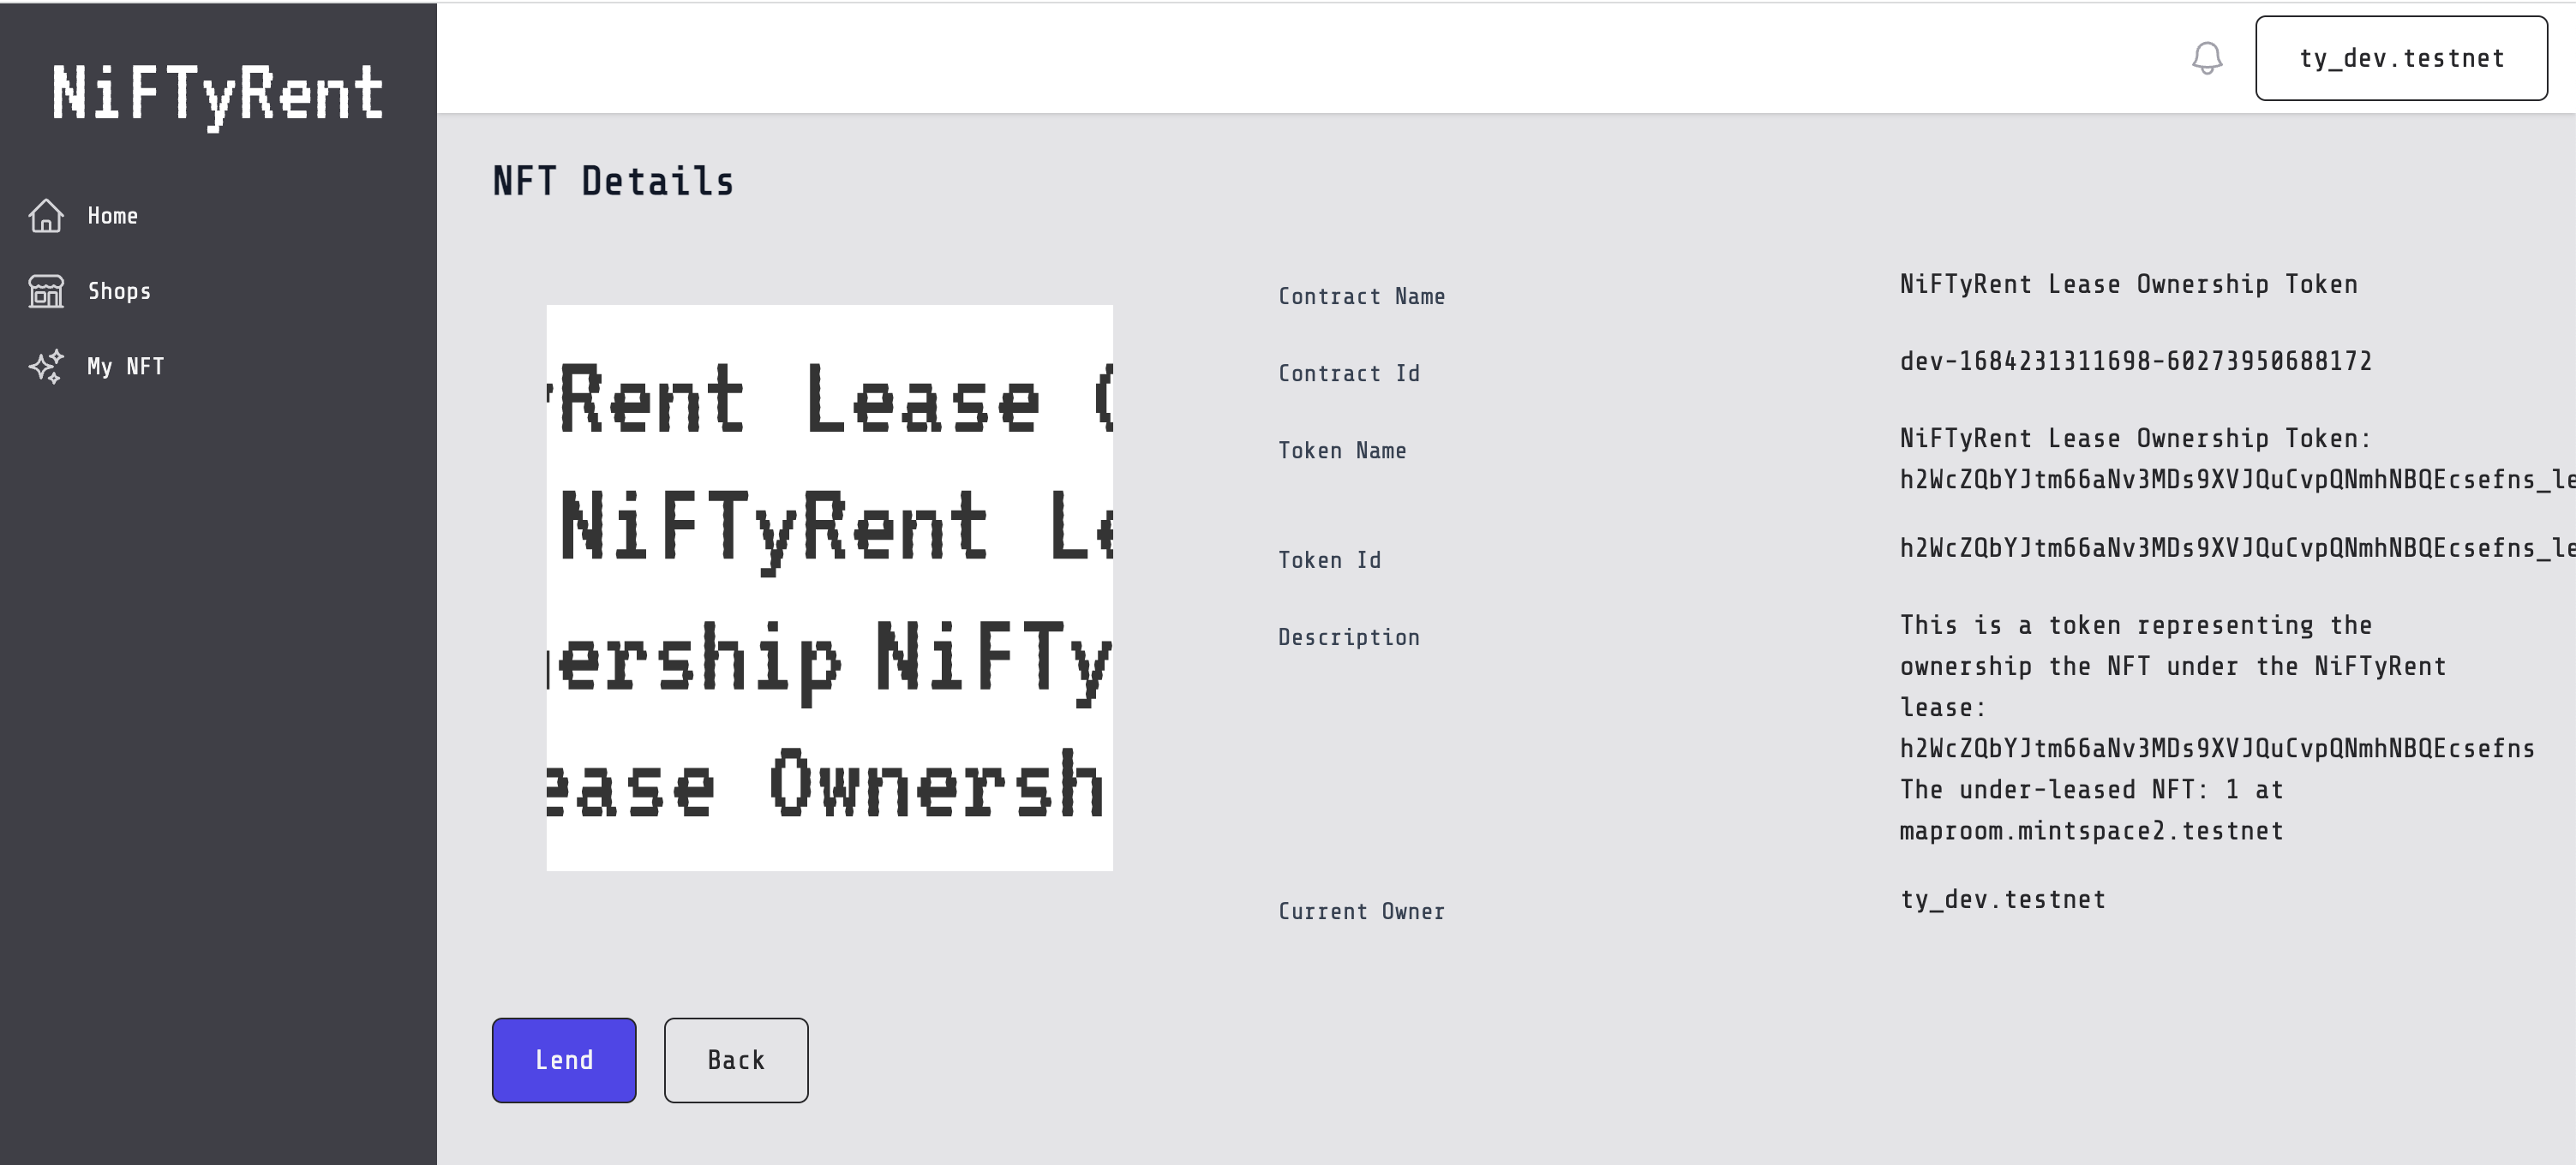 NiFTyRent
ty_dev.testnet
Home
Shops
My NFT
NFT Details
Rent Lease
NiFTyRent Le
ership NiFTy
ease Ownersh
Contract Name
NiFTyRent Lease Ownership Token
Contract Id
dev-1684231311698-60273950688172
Token Name
NiFTyRent Lease Ownership Token:
h2WcZQbYJtm66aNv3MDs9XVJQuCvpQNmhNBQEcsefns_le
Token Id
h2WcZQbYJtm66aNv3MDs9XVJQuCvpQNmhNBQEcsefns_le
Description
This is a token representing the
ownership the NFT under the NiFTyRent
lease:
h2WcZQbYJtm66aNv3MDs9XVJQuCvpQNmhNBQEcsefns
The under-leased NFT: 1 at
maproom.mintspace2.testnet
Current Owner
ty_dev.testnet
Lend
Back